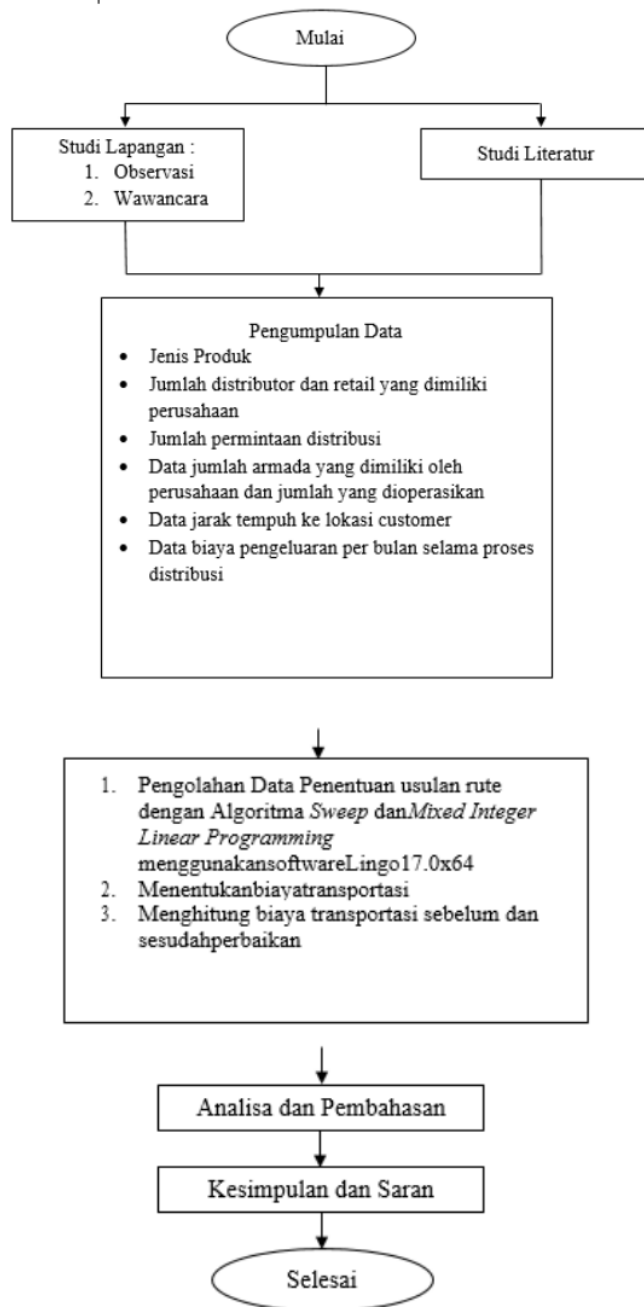 Mulai
Studi Lapangan :
1. Observasi
2. Wawancara
Studi Literatur
Pengumpulan Data
• Jenis Produk
• Jumlah distributor dan retail yang dimiliki
perusahaan
• Jumlah permintaan distribusi
• Data jumlah armada yang dimiliki oleh
perusahaan dan jumlah yang dioperasikan
• Data jarak tempuh ke lokasi customer
• Data biaya pengeluaran per bulan selama proses
distribusi
1. Pengolahan Data Penentuan usulan rute
dengan Algoritma Sweep danMixed Integer
Linear Programming
menggunakansoftwareLingo17.0x64
2. Menentukanbiayatransportasi
3. Menghitung biaya transportasi sebelum dan
sesudahperbaikan
Analisa dan Pembahasan
Kesimpulan dan Saran
Selesai